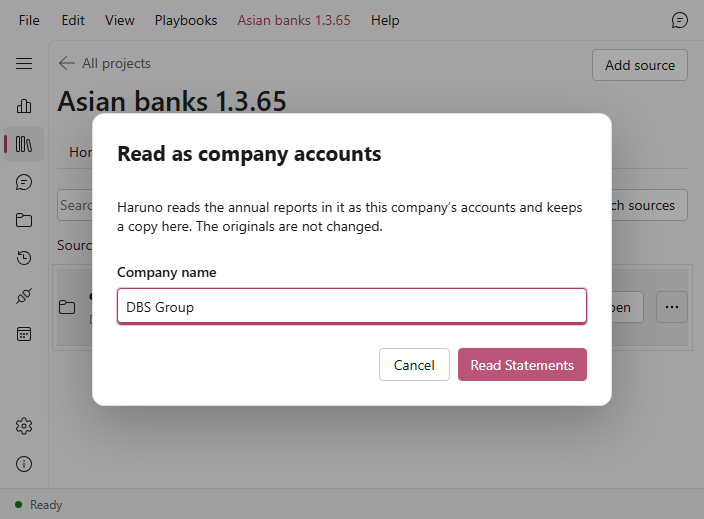 File Edit View Playbooks Asian banks 1.3.65 Help
All projects
Add source
Asian banks 1.3.65
Read as company accounts
Haruno reads the annual reports in it as this company's accounts and keeps
a copy here. The originals are not changed.
Company name
DBS Group
Cancel Read Statements
sources
Ready